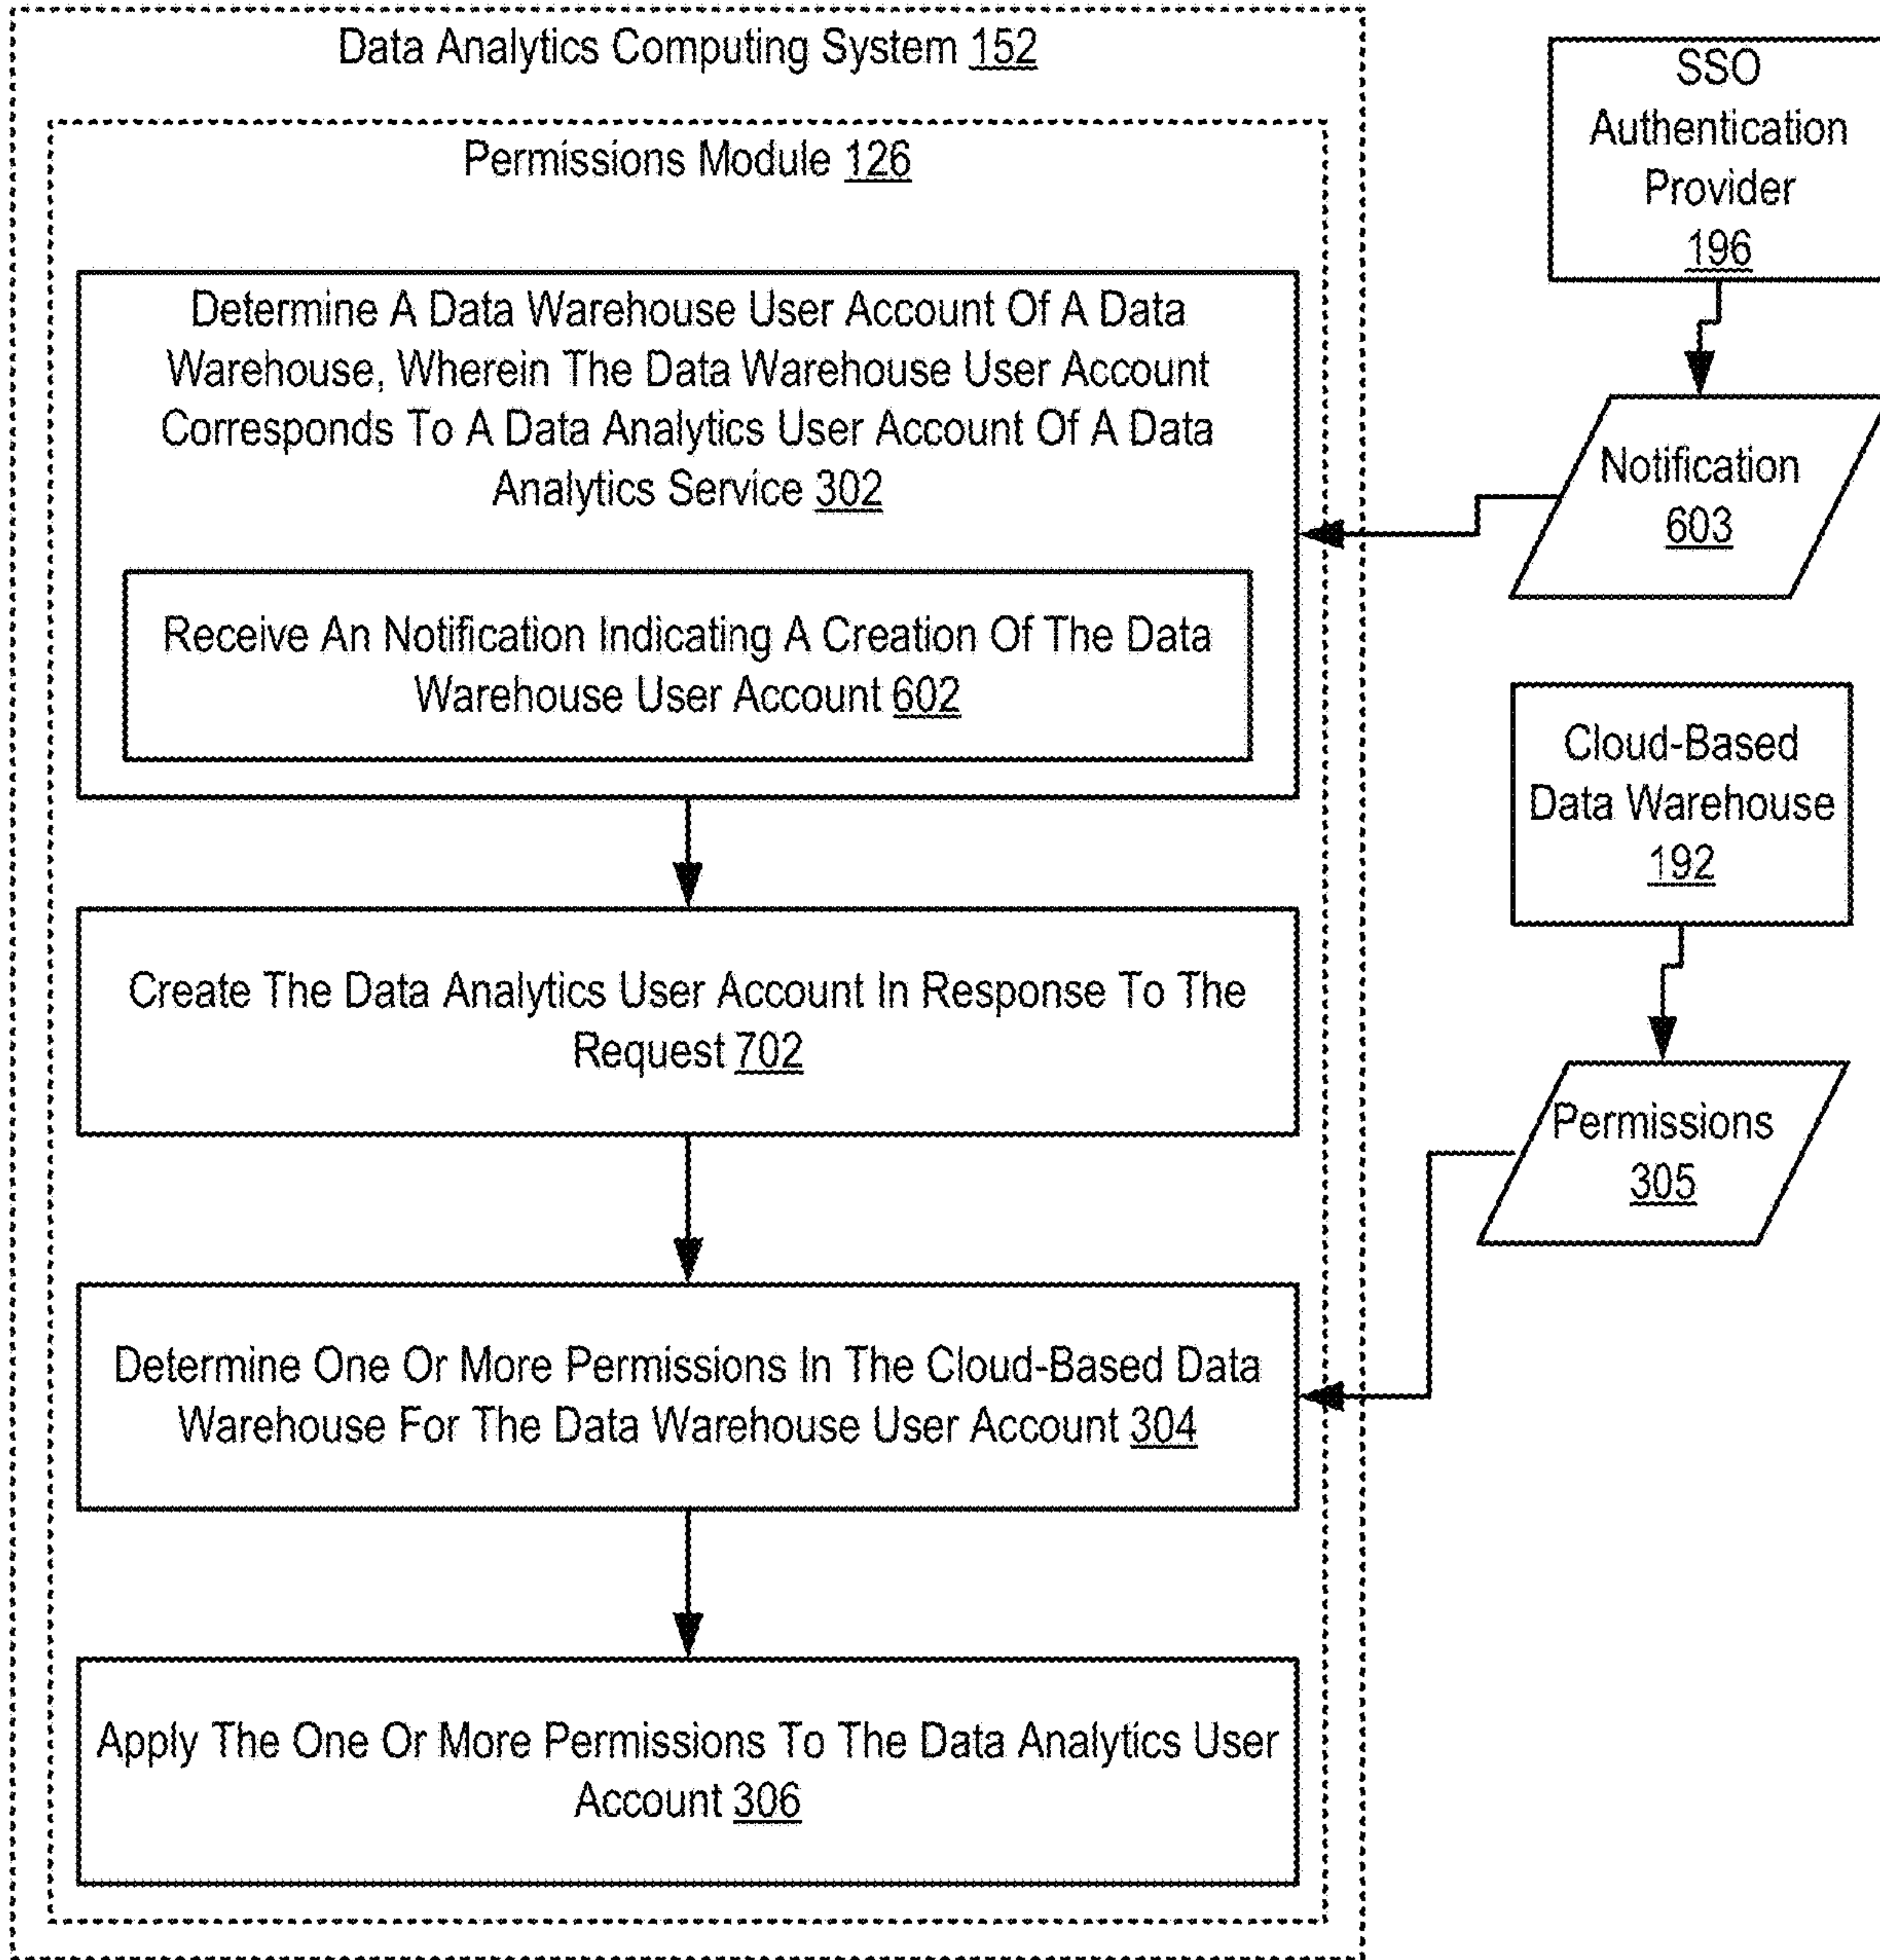 Data Analytics Computing System 152
Permissions Module 126
Determine A Data Warehouse User Account Of A Data
Warehouse, Wherein The Data Warehouse User Account
Corresponds To A Data Analytics User Account Of A Data
Analytics Service 302
Receive An Notification Indicating A Creation Of The Data
Warehouse User Account 602
Create The Data Analytics User Account In Response To The
Request 702
Determine One Or More Permissions In The Cloud-Based Data
Warehouse For The Data Warehouse User Account 304
Apply The One Or More Permissions To The Data Analytics User
Account 306
SSO
Authentication
Provider
196
Notification
603
Cloud-Based
Data Warehouse
192
Permissions
305